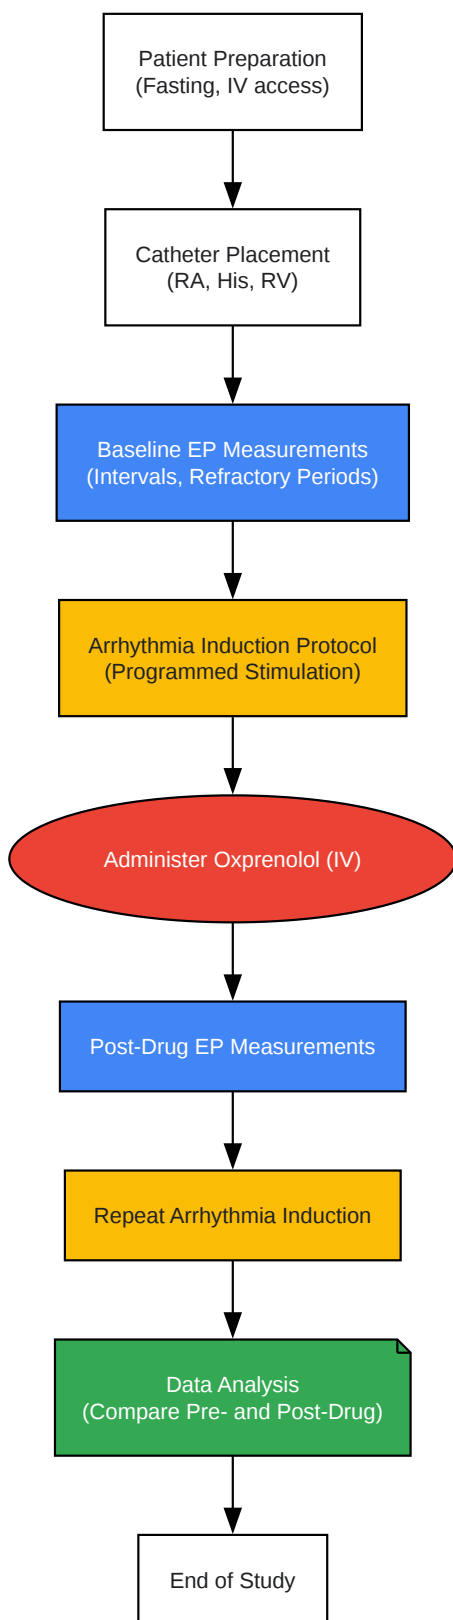 Patient Preparation
(Fasting, IV access)
Catheter Placement
(RA, His, RV)
Baseline EP Measurements
(Intervals, Refractory Periods)
Arrhythmia Induction Protocol
(Programmed Stimulation)
Administer Oxprenolol (IV)
Post-Drug EP Measurements
Repeat Arrhythmia Induction
Data Analysis
(Compare Pre- and Post-Drug)
End of Study